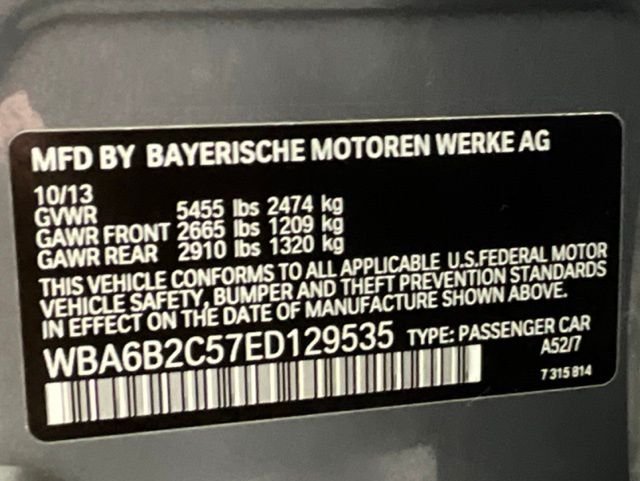 MFD BY BAYERISCHE MOTOREN WERKE AG
10/13
GVWR 5455 lbs 2474 kg
GAWR FRONT 2665 lbs 1209 kg
GAWR REAR 2910 lbs 1320 kg
THIS VEHICLE CONFORMS TO ALL APPLICABLE U.S.FEDERAL MOTOR
VEHICLE SAFETY, BUMPER AND THEFT PREVENTION STANDARDS
IN EFFECT ON THE DATE OF MANUFACTURE SHOWN ABOVE.
WBA6B2C57ED129535 TYPE: PASSENGER CAR
A52/7
7 315 814